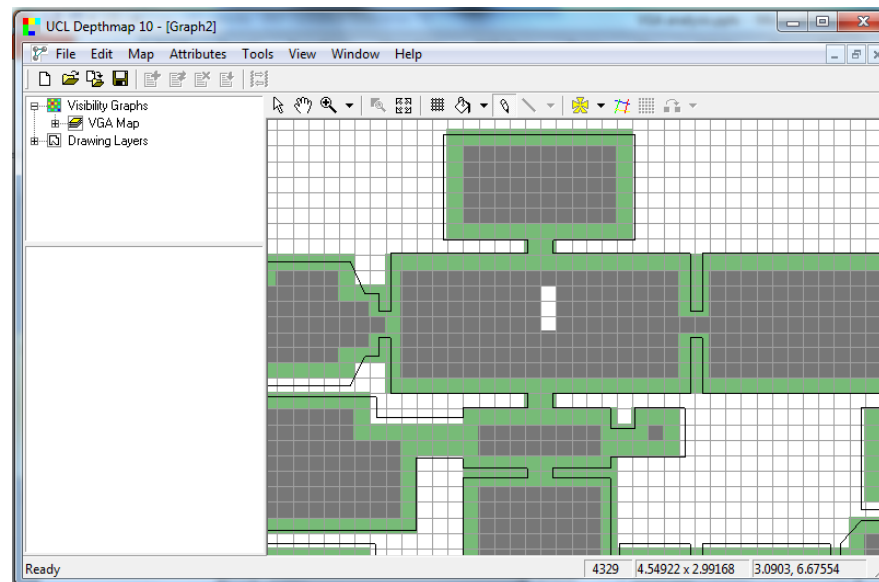 UCL Depthmap 10 - [Graph2]
File Edit Map Attributes Tools View Window Help
Visibility Graphs
VGA Map
Drawing Layers
Ready
4329 4.54922 x 2.99168 3.0903, 6.67554